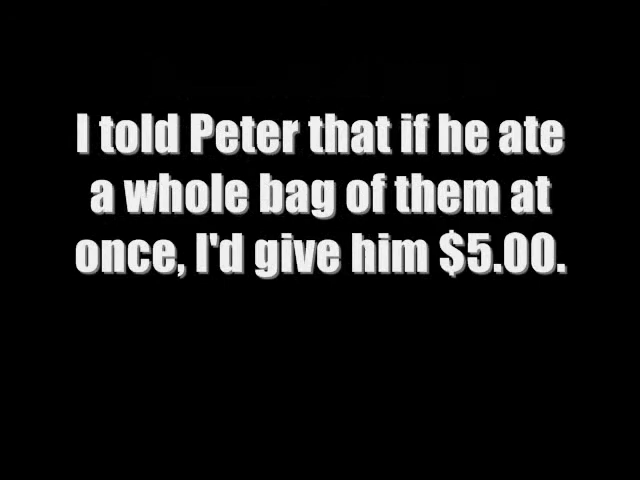 I told Peter that if he ate
a whole bag of them at
once, I'd give him $5.00.